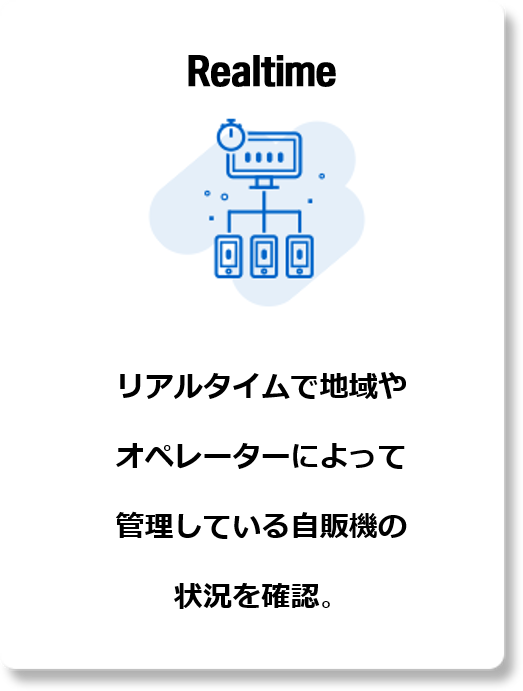 Realtime
リアルタイムで地域や
オペレーターによって
管理している自販機の
状況を確認。